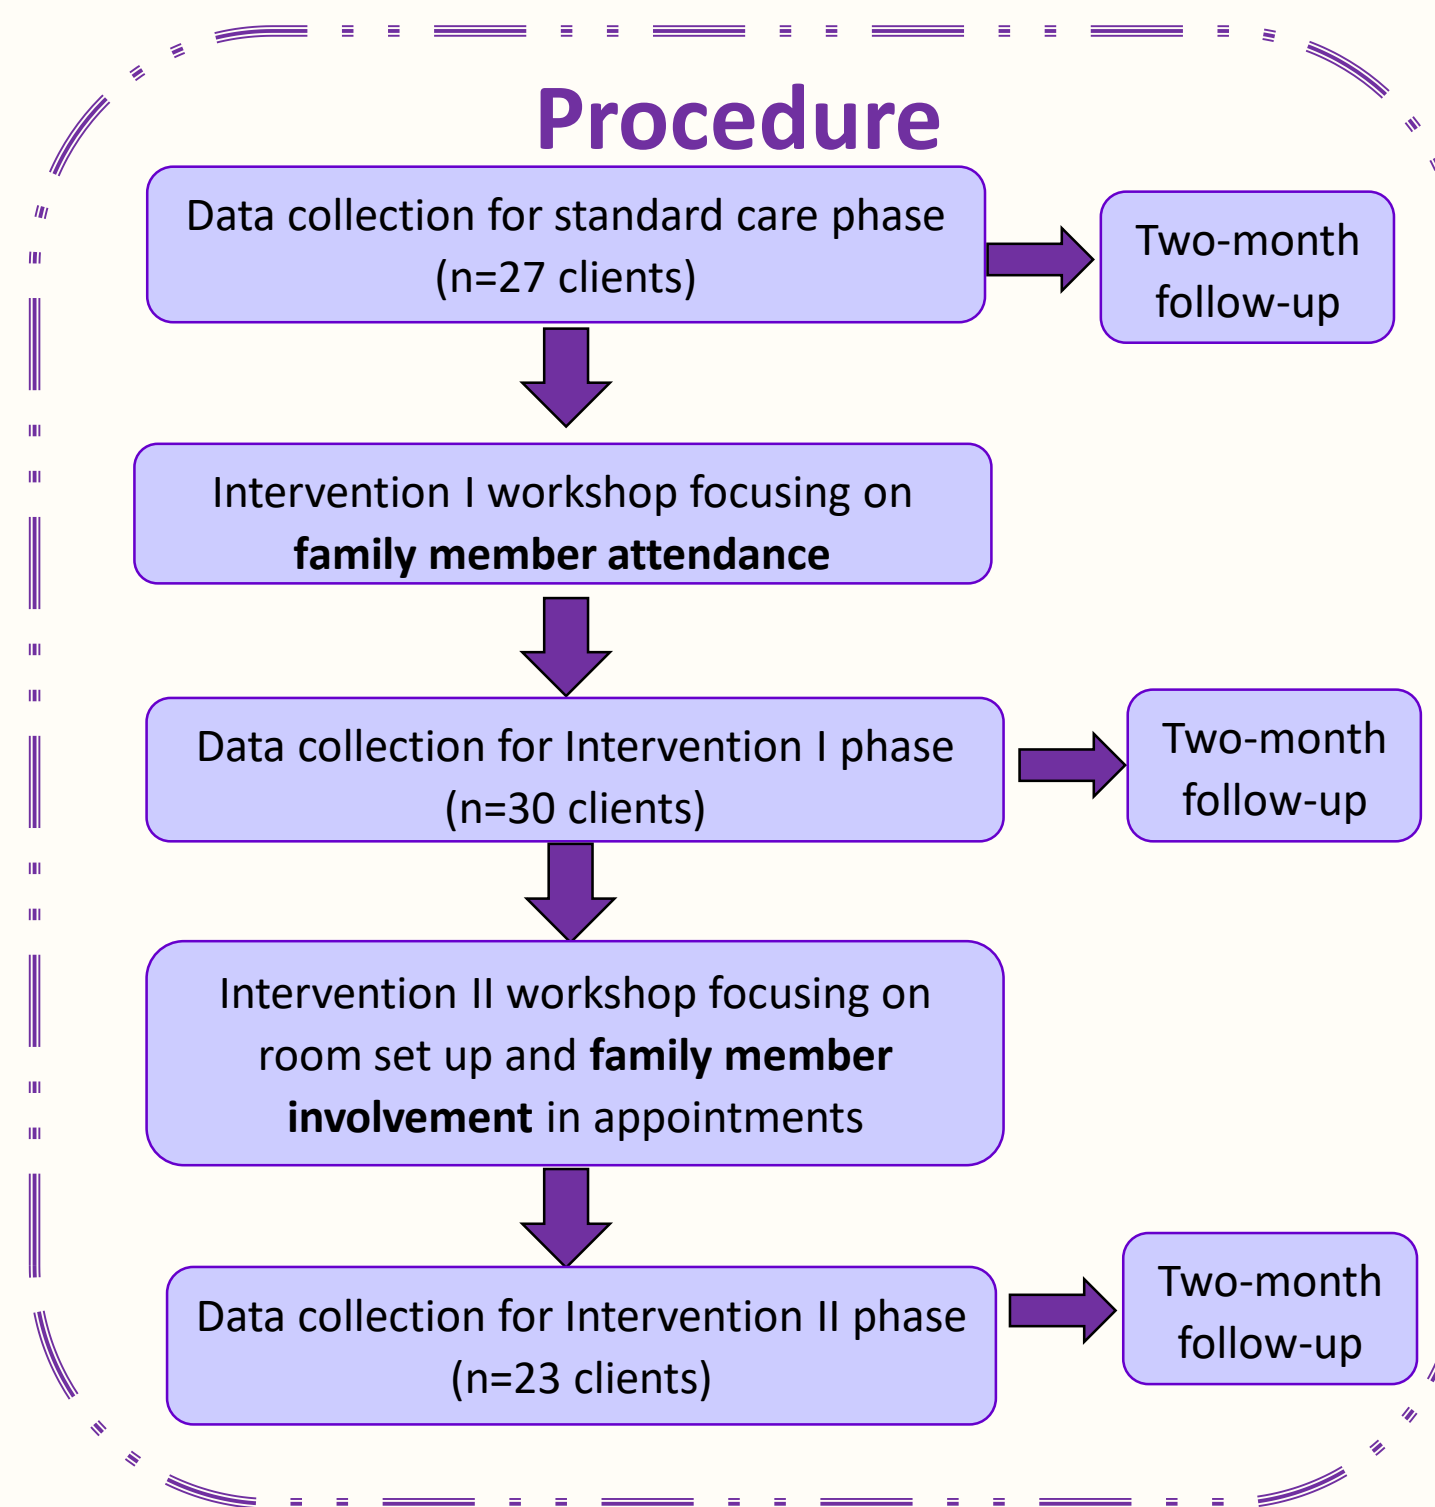 Procedure
Data collection for standard care phase
(n=27 clients)
Two-month
follow-up
Intervention I workshop focusing on
family member attendance
Data collection for Intervention I phase
(n=30 clients)
Two-month
follow-up
Intervention II workshop focusing on
room set up and family member
involvement in appointments
Data collection for Intervention II phase
(n=23 clients)
Two-month
follow-up